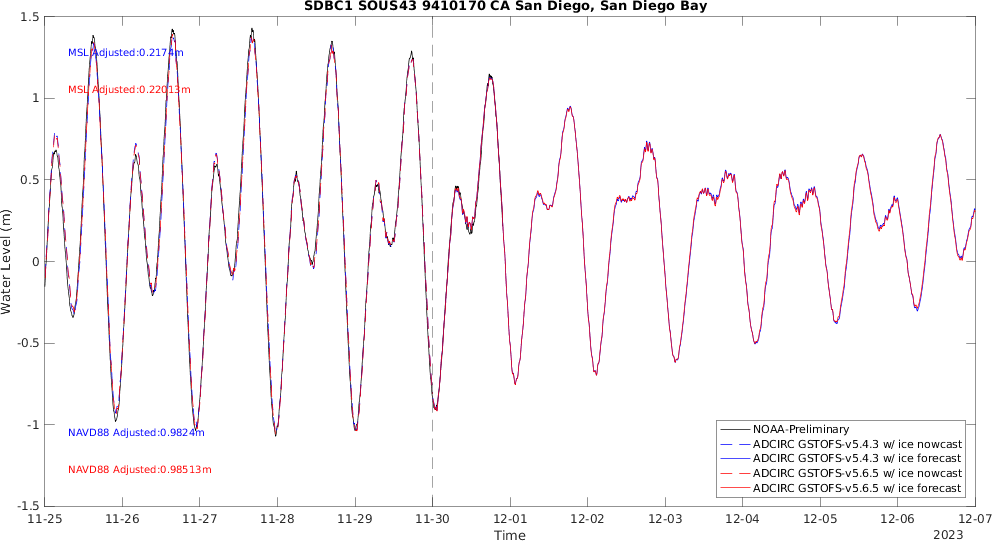 SDBC1 SOUS43 9410170 CA San Diego, San Diego Bay
1.5
MSL Adjusted:0.2174m
MSL Adjusted:0.22013m
1
0.5
0
-0.5
-1
-1.5
Water Level (m)
NAVD88 Adjusted:0.9824m
NAVD88 Adjusted:0.98513m
NOAA-Preliminary
ADCIRC GSTOFS-v5.4.3 w/ ice nowcast
ADCIRC GSTOFS-v5.4.3 w/ ice forecast
ADCIRC GSTOFS-v5.6.5 w/ ice nowcast
ADCIRC GSTOFS-v5.6.5 w/ ice forecast
11-25 11-26 11-27 11-28 11-29 11-30 12-01 12-02 12-03 12-04 12-05 12-06 12-07
Time
2023